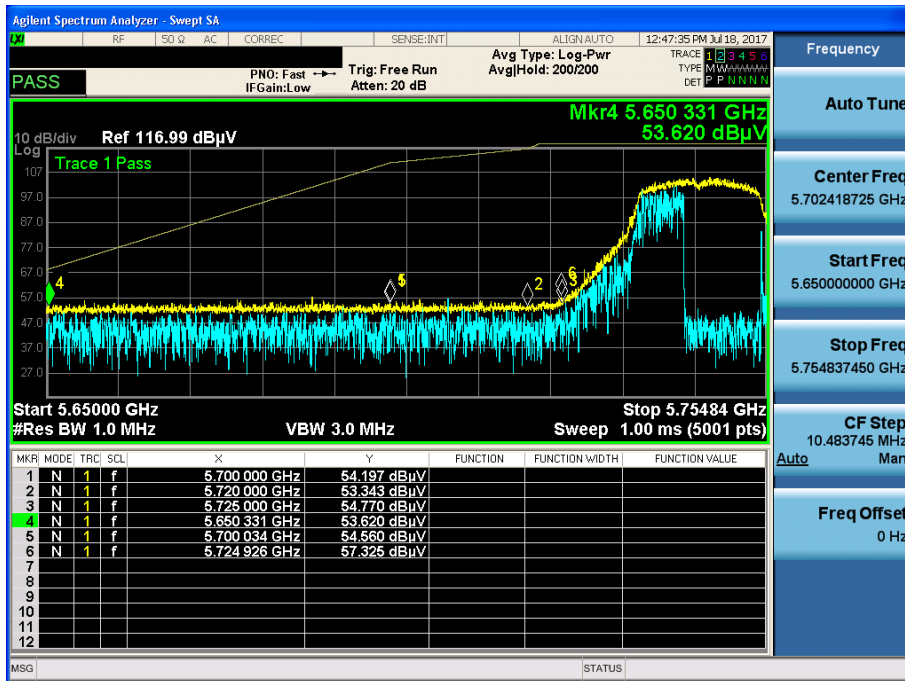 Agilent Spectrum Analyzer - Swept SA
LXI RF 50 Ω AC CORREC SENSE:INT ALIGN AUTO 12:47:35 PM Jul 18, 2017
PASS
PNO: Fast
IFGain:Low
Trig: Free Run
Atten: 20 dB
Avg Type: Log-Pwr
Avg|Hold: 200/200
TRACE 1 2 3 4 5 6
TYPE M W W W W W
DET P P N N N N
Mkr4 5.650 331 GHz
53.620 dBµV
10 dB/div Ref 116.99 dBµV
Log
Trace 1 Pass
107
97.0
87.0
77.0
67.0
57.0
47.0
37.0
27.0
4
5
2
6
Start 5.65000 GHz Stop 5.75484 GHz
#Res BW 1.0 MHz VBW 3.0 MHz Sweep 1.00 ms (5001 pts)
MKR MODE TRC SCL X Y FUNCTION FUNCTION WIDTH FUNCTION VALUE
1 N 1 f 5.700 000 GHz 54.197 dBµV
2 N 1 f 5.720 000 GHz 53.343 dBµV
3 N 1 f 5.725 000 GHz 54.770 dBµV
4 N 1 f 5.650 331 GHz 53.620 dBµV
5 N 1 f 5.700 034 GHz 54.560 dBµV
6 N 1 f 5.724 926 GHz 57.325 dBµV
7
8
9
10
11
12
MSG STATUS
Frequency
Auto Tune
Center Freq
5.702418725 GHz
Start Freq
5.650000000 GHz
Stop Freq
5.754837450 GHz
CF Step
10.483745 MHz
Auto Man
Freq Offset
0 Hz